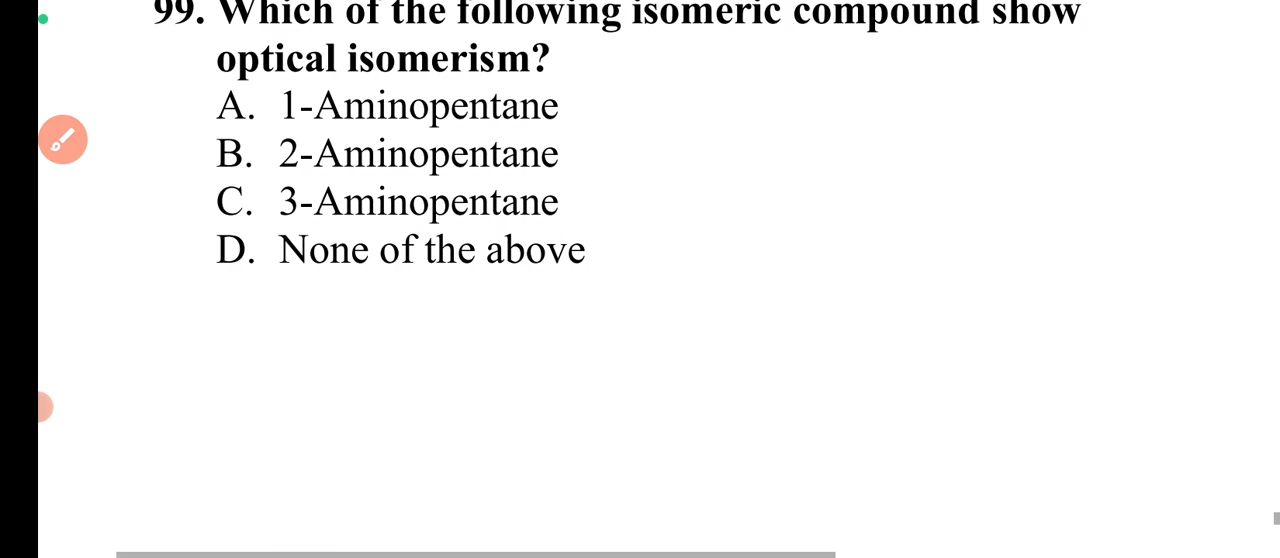 99. Which of the following isomeric compound show
optical isomerism?
A. 1-Aminopentane
B. 2-Aminopentane
C. 3-Aminopentane
D. None of the above